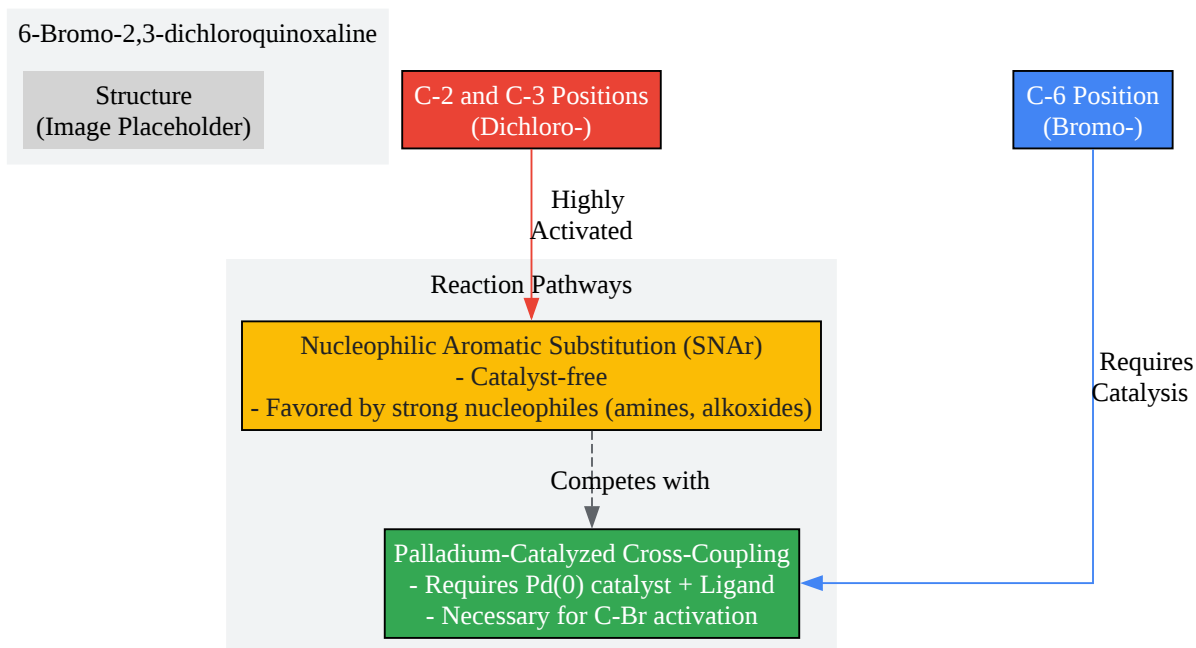 6-Bromo-2,3-dichloroquinoxaline
Structure
(Image Placeholder)
C-2 and C-3 Positions
(Dichloro-)
C-6 Position
(Bromo-)
Highly
Activated
Reaction Pathways
Nucleophilic Aromatic Substitution (SNAr)
- Catalyst-free
- Favored by strong nucleophiles (amines, alkoxides)
Requires
Catalysis
Competes with
Palladium-Catalyzed Cross-Coupling
- Requires Pd(0) catalyst + Ligand
- Necessary for C-Br activation